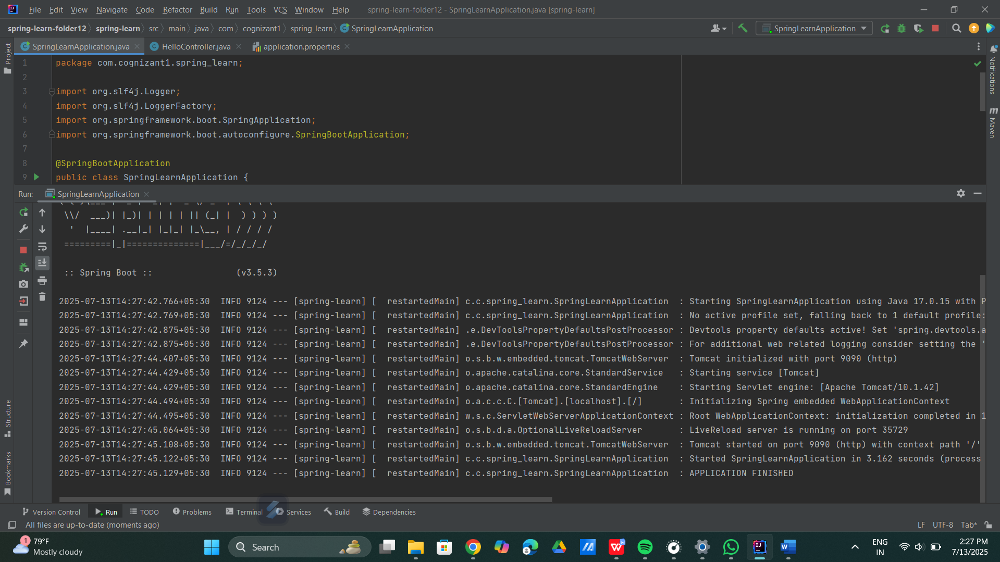 File Edit View Navigate Code Refactor Build Run Tools VCS Window Help spring-learn-folder12 - SpringLearnApplication.java [spring-learn]
spring-learn-folder12 spring-learn src main java com cognizant1 spring_learn SpringLearnApplication SpringLearnApplication
SpringLearnApplication.java HelloController.java application.properties
Project
Notifications
Maven
1 package com.cognizant1.spring_learn;
2
3 import org.slf4j.Logger;
4 import org.slf4j.LoggerFactory;
5 import org.springframework.boot.SpringApplication;
6 import org.springframework.boot.autoconfigure.SpringBootApplication;
7
8 @SpringBootApplication
9 public class SpringLearnApplication {
Run: SpringLearnApplication
\\/  ___)| |_)| | | | | || (_| |  ) ) ) )
'  |____| .__|_| |_|_| |_\__, | / / / /
=========|_|==============|___/=/_/_/_/
:: Spring Boot :: (v3.5.3)
2025-07-13T14:27:42.766+05:30 INFO 9124 --- [spring-learn] [ restartedMain] c.c.spring_learn.SpringLearnApplication : Starting SpringLearnApplication using Java 17.0.15 with P
2025-07-13T14:27:42.769+05:30 INFO 9124 --- [spring-learn] [ restartedMain] c.c.spring_learn.SpringLearnApplication : No active profile set, falling back to 1 default profile:
2025-07-13T14:27:42.875+05:30 INFO 9124 --- [spring-learn] [ restartedMain] .e.DevToolsPropertyDefaultsPostProcessor : Devtools property defaults active! Set 'spring.devtools.a
2025-07-13T14:27:42.875+05:30 INFO 9124 --- [spring-learn] [ restartedMain] .e.DevToolsPropertyDefaultsPostProcessor : For additional web related logging consider setting the '
2025-07-13T14:27:44.407+05:30 INFO 9124 --- [spring-learn] [ restartedMain] o.s.b.w.embedded.tomcat.TomcatWebServer : Tomcat initialized with port 9090 (http)
2025-07-13T14:27:44.429+05:30 INFO 9124 --- [spring-learn] [ restartedMain] o.apache.catalina.core.StandardService : Starting service [Tomcat]
2025-07-13T14:27:44.429+05:30 INFO 9124 --- [spring-learn] [ restartedMain] o.apache.catalina.core.StandardEngine : Starting Servlet engine: [Apache Tomcat/10.1.42]
2025-07-13T14:27:44.494+05:30 INFO 9124 --- [spring-learn] [ restartedMain] o.a.c.c.C.[Tomcat].[localhost].[/] : Initializing Spring embedded WebApplicationContext
2025-07-13T14:27:44.495+05:30 INFO 9124 --- [spring-learn] [ restartedMain] w.s.c.ServletWebServerApplicationContext : Root WebApplicationContext: initialization completed in 1
2025-07-13T14:27:45.064+05:30 INFO 9124 --- [spring-learn] [ restartedMain] o.s.b.d.a.OptionalLiveReloadServer : LiveReload server is running on port 35729
2025-07-13T14:27:45.108+05:30 INFO 9124 --- [spring-learn] [ restartedMain] o.s.b.w.embedded.tomcat.TomcatWebServer : Tomcat started on port 9090 (http) with context path '/'
2025-07-13T14:27:45.122+05:30 INFO 9124 --- [spring-learn] [ restartedMain] c.c.spring_learn.SpringLearnApplication : Started SpringLearnApplication in 3.162 seconds (process
2025-07-13T14:27:45.129+05:30 INFO 9124 --- [spring-learn] [ restartedMain] c.c.spring_learn.SpringLearnApplication : APPLICATION FINISHED
Structure
Bookmarks
Version Control Run TODO Problems Terminal Services Build Dependencies
All files are up-to-date (moments ago) LF UTF-8 Tab*
1 79°F
Mostly cloudy
Search
ENG
IN
2:27 PM
7/13/2025